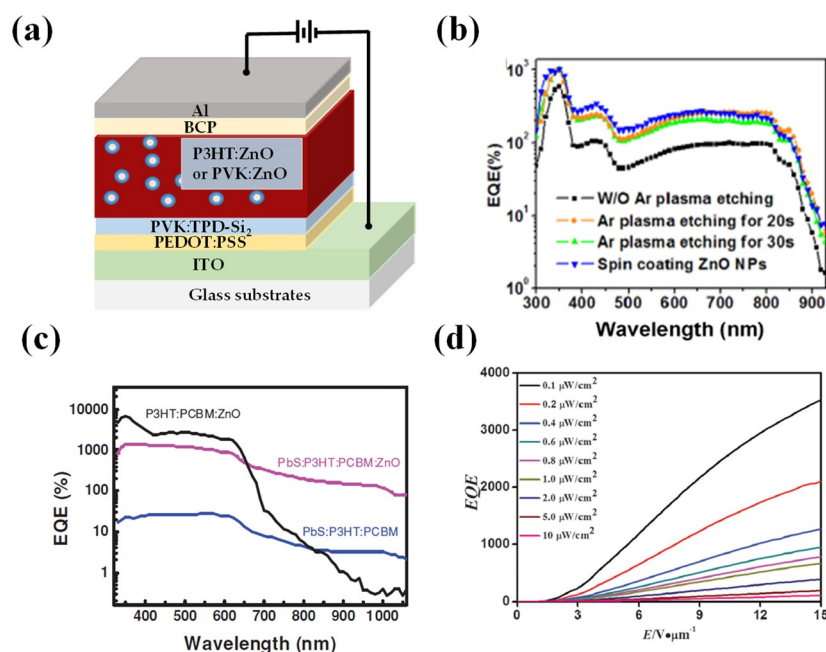 (a)
Al
BCP
P3HT:ZnO
or PVK:ZnO
PVK:TPD-Si2
PEDOT:PSS
ITO
Glass substrates
(b)
EQE(%)
10³
10²
10¹
10⁰
W/O Ar plasma etching
Ar plasma etching for 20s
Ar plasma etching for 30s
Spin coating ZnO NPs
300 400 500 600 700 800 900
Wavelength (nm)
(c)
EQE (%)
10000
1000
100
10
1
P3HT:PCBM:ZnO
PbS:P3HT:PCBM:ZnO
PbS:P3HT:PCBM
400 500 600 700 800 900 1000
Wavelength (nm)
(d)
EQE
4000
3000
2000
1000
0
0.1 μW/cm²
0.2 μW/cm²
0.4 μW/cm²
0.6 μW/cm²
0.8 μW/cm²
1.0 μW/cm²
2.0 μW/cm²
5.0 μW/cm²
10 μW/cm²
0 3 6 9 12 15
E/V•μm⁻¹